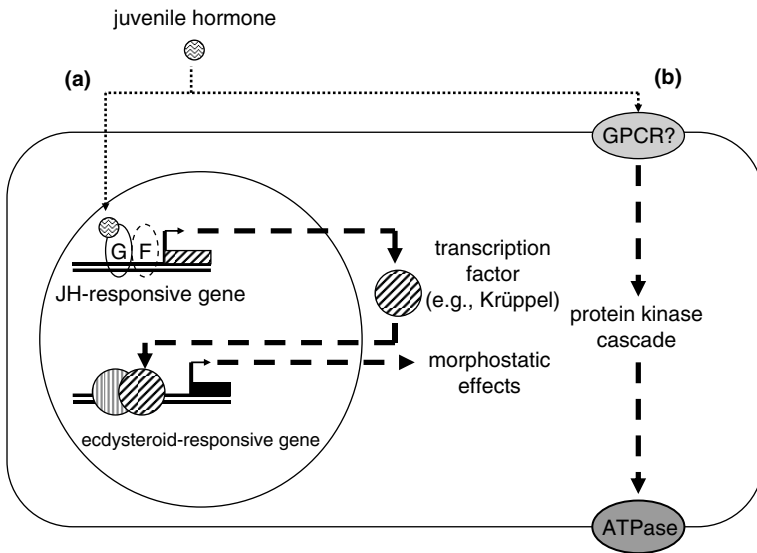 juvenile hormone
(a)
(b)
GPCR?
G F
JH-responsive gene
transcription
factor
(e.g., Krüppel)
protein kinase
cascade
morphostatic
effects
ecdysteroid-responsive gene
ATPase